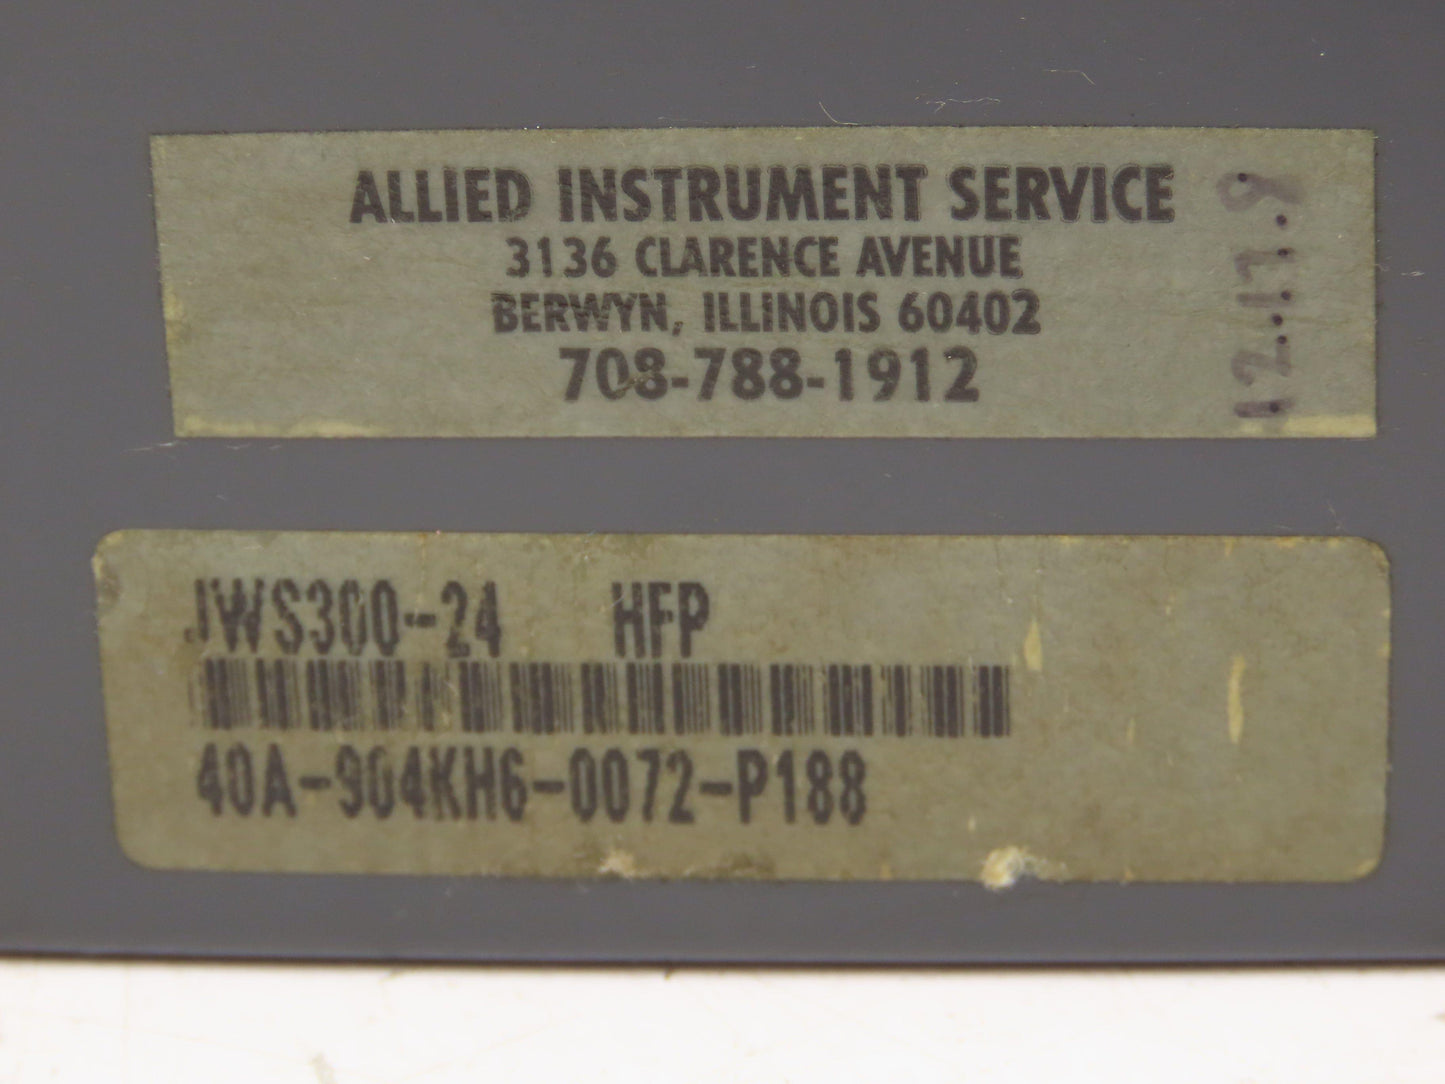 ALLIED INSTRUMENT SERVICE
3136 CLARENCE AVENUE
BERWYN, ILLINOIS 60402
708-788-1912
12.17.9
JWS300-24 HFP
40A-904KH6-0072-P188